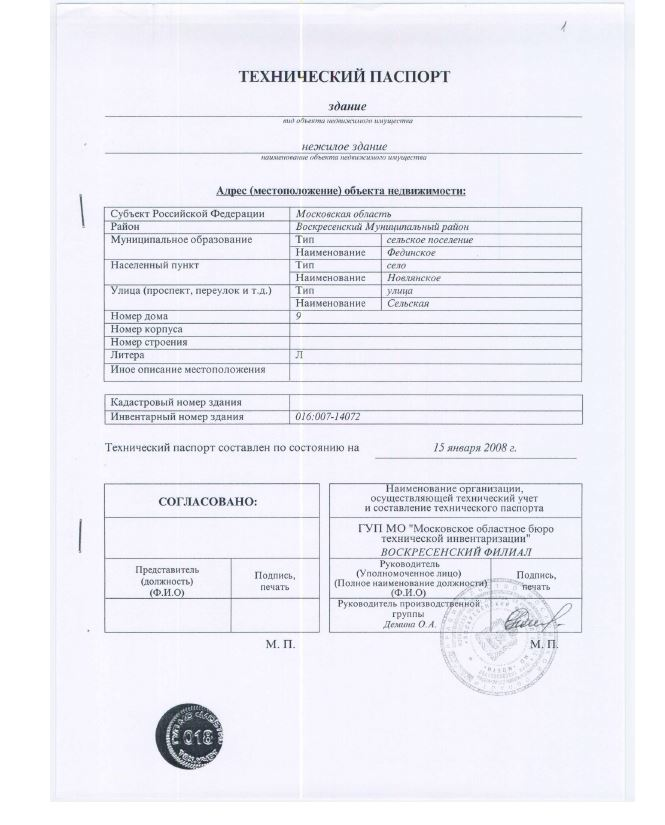 1
ТЕХНИЧЕСКИЙ ПАСПОРТ
здание
вид объекта недвижимого имущества
нежилое здание
наименование объекта недвижимого имущества
Адрес (местоположение) объекта недвижимости:
Субъект Российской Федерации Московская область
Район Воскресенский Муниципальный район
Муниципальное образование Тип сельское поселение
Наименование Фединское
Населенный пункт Тип село
Наименование Новлянское
Улица (проспект, переулок и т.д.) Тип улица
Наименование Сельская
Номер дома 9
Номер корпуса
Номер строения
Литера Л
Иное описание местоположения
Кадастровый номер здания
Инвентарный номер здания 016:007-14072
Технический паспорт составлен по состоянию на 15 января 2008 г.
СОГЛАСОВАНО:
Представитель
(должность)
(Ф.И.О)
Подпись,
печать
М. П.
Наименование организации,
осуществляющей технический учет
и составление технического паспорта
ГУП МО "Московское областное бюро
технической инвентаризации"
ВОСКРЕСЕНСКИЙ ФИЛИАЛ
Руководитель
(Уполномоченное лицо)
(Полное наименование должности)
(Ф.И.О)
Подпись,
печать
Руководитель производственной
группы
Демина О.А.
М. П.
018